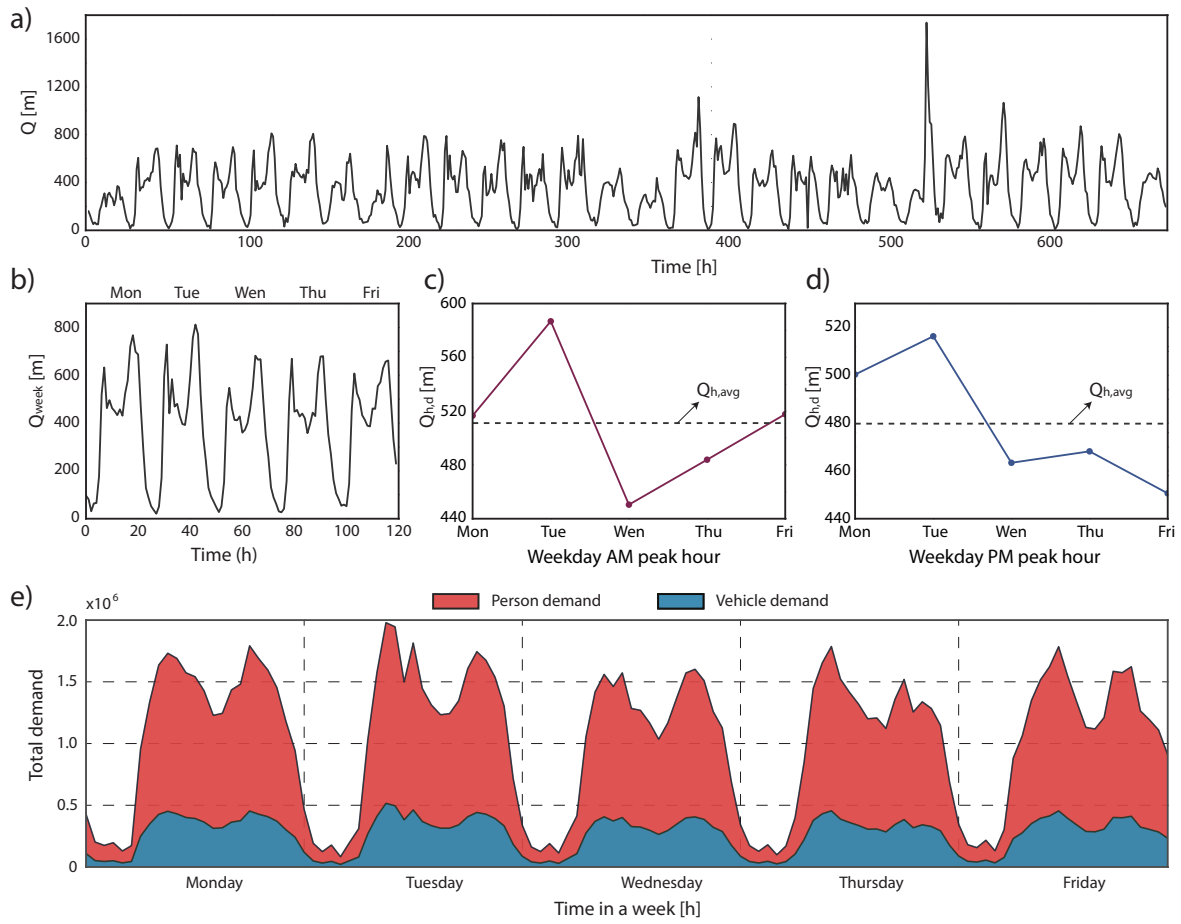 a)
1600
1200
800
400
0
Q [m]
0 100 200 300 400 500 600
Time [h]
b)
Mon Tue Wen Thu Fri
800
600
400
200
0
Qweek [m]
0 20 40 60 80 100 120
Time (h)
c)
600
560
520
480
440
Qh,d [m]
Qh,avg
Mon Tue Wen Thu Fri
Weekday AM peak hour
d)
520
500
480
460
440
Qh,d [m]
Qh,avg
Mon Tue Wen Thu Fri
Weekday PM peak hour
e)
x10⁶
Person demand Vehicle demand
2.0
1.5
1.0
0.5
0
Total demand
Monday Tuesday Wednesday Thursday Friday
Time in a week [h]